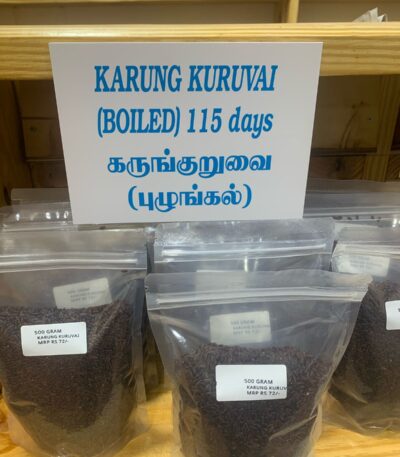 KARUNG KURUVAI
(BOILED) 115 days
கருங்குறுவை
(புழுங்கல்)
500 GRAM
KARUNG KURUVAI
MRP RS.72/-
500 GRAM
KARUNG KURUV
MRP RS.72/-